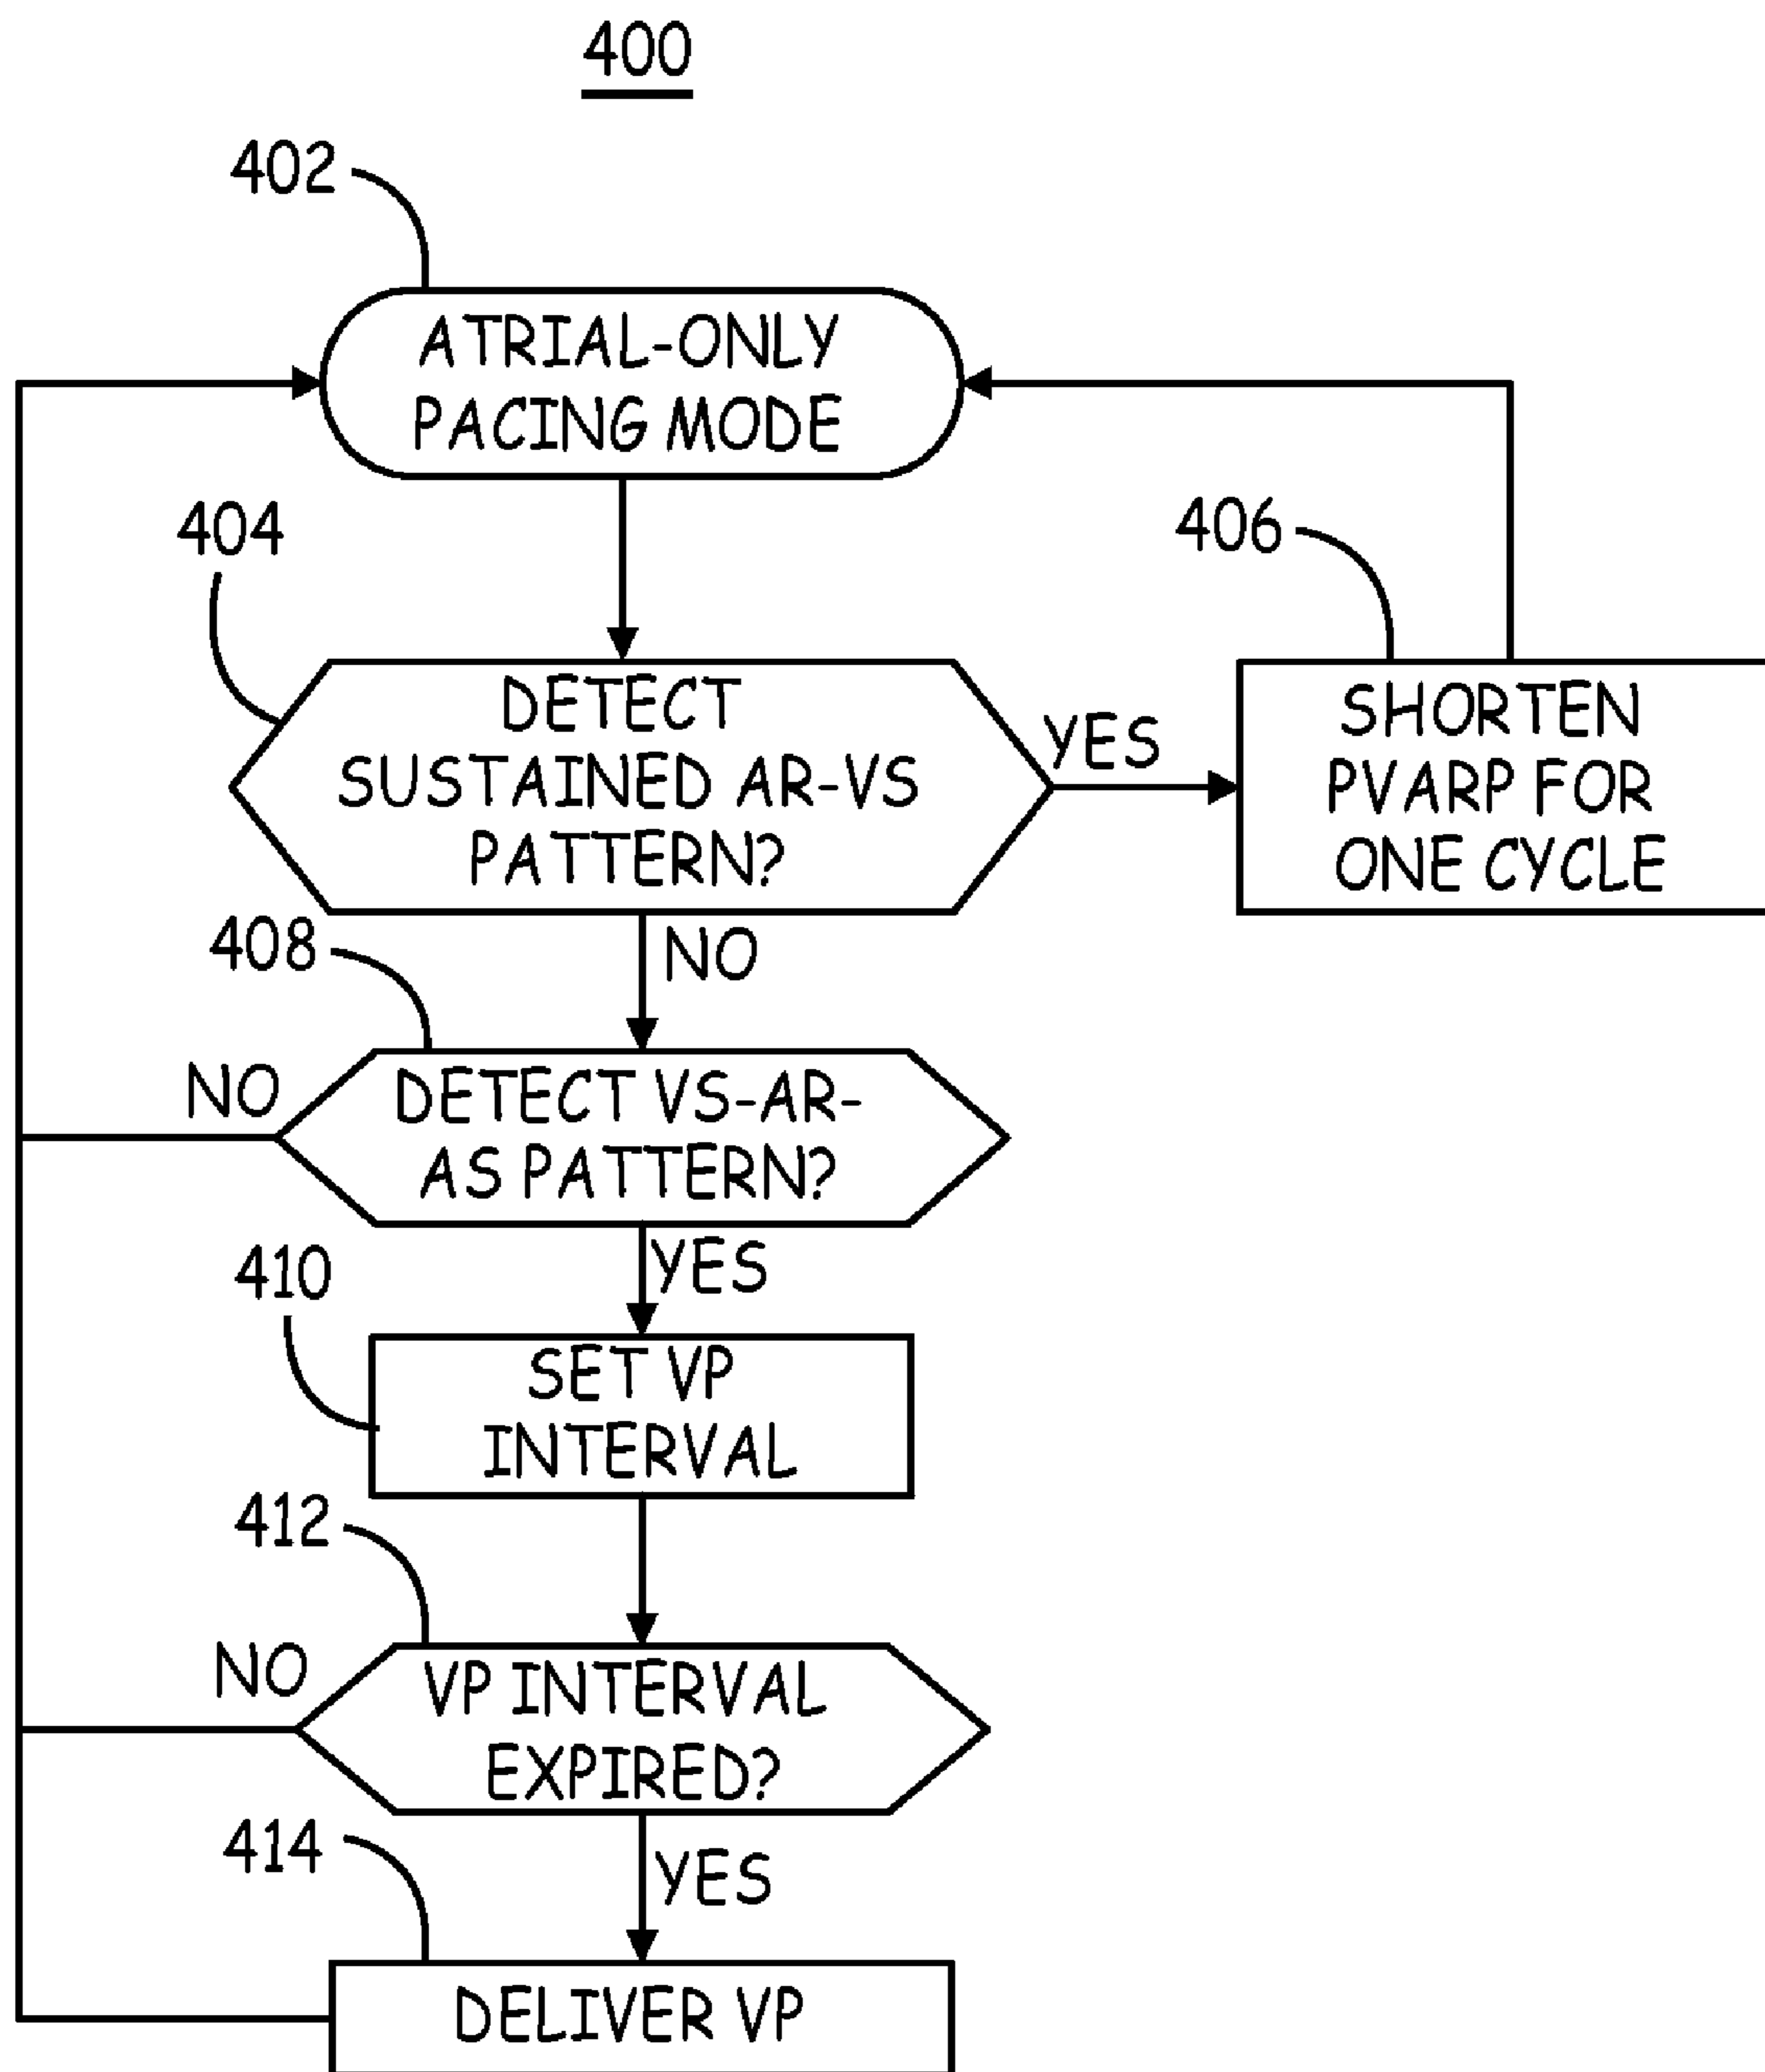 400
402
ATRIAL-ONLY
PACING MODE
404
406
DETECT
SUSTAINED AR-VS
PATTERN?
YES
SHORTEN
PVARP FOR
ONE CYCLE
408
NO
NO
DETECT VS-AR-
AS PATTERN?
YES
410
SET VP
INTERVAL
412
NO
VP INTERVAL
EXPIRED?
414
YES
DELIVER VP